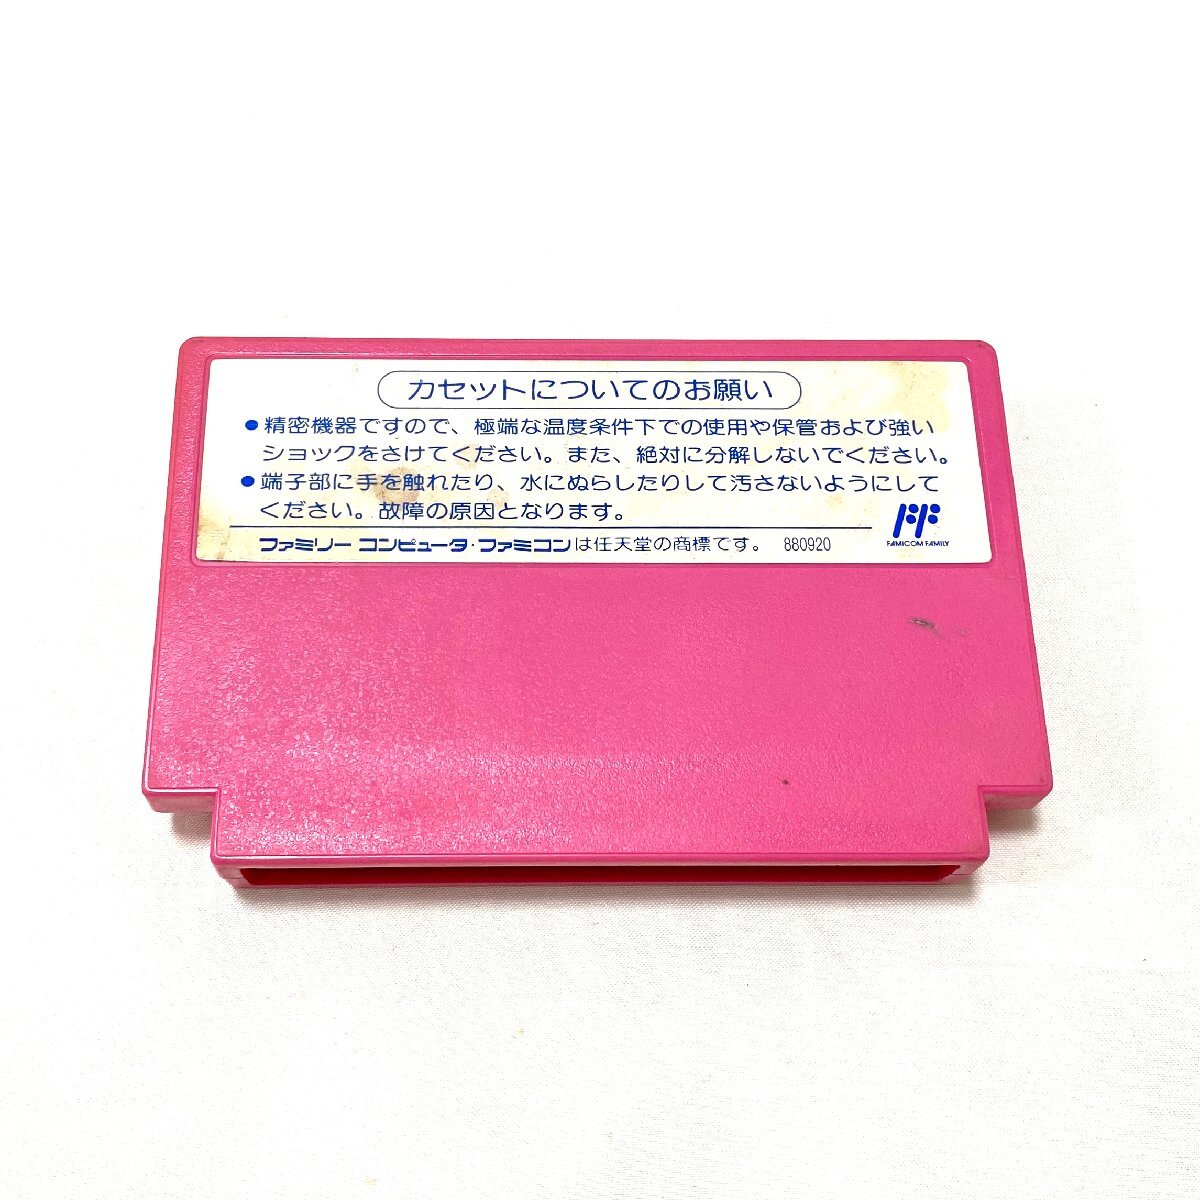 カセットについてのお願い
●精密機器ですので、極端な温度条件下での使用や保管および強い
ショックをさけてください。また、絶対に分解しないでください。
●端子部に手を触れたり、水にぬらしたりして汚さないようにして
ください。故障の原因となります。
ファミリー コンピュータ・ファミコンは任天堂の商標です。 880920
FAMICOM FAMILY